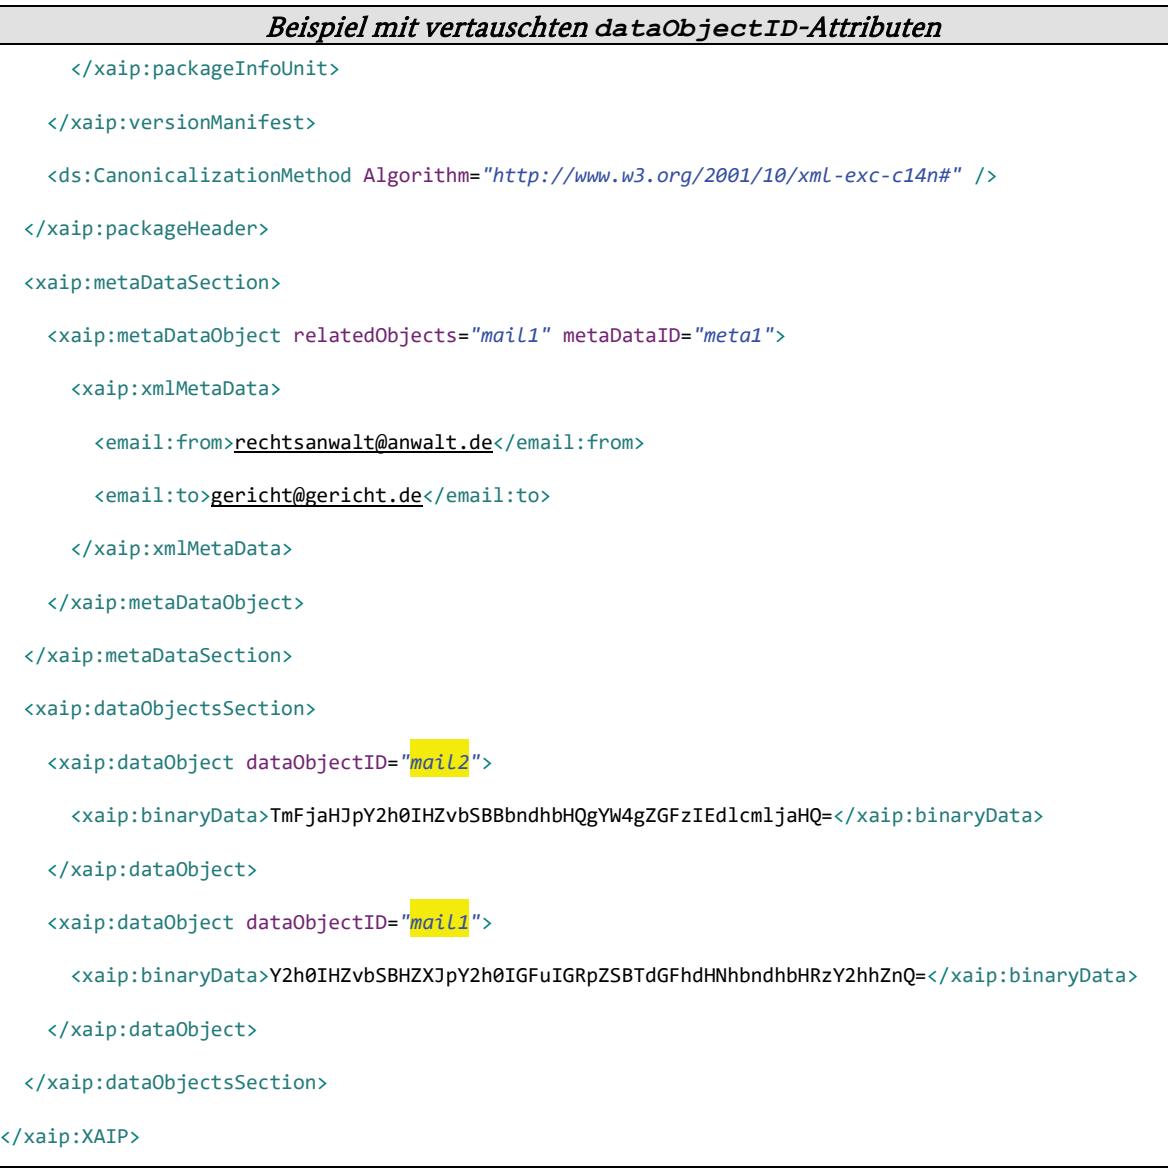 Beispiel mit vertauschten dataObjectID-Attributen
</xaip:packageInfoUnit>
</xaip:versionManifest>
<ds:CanonicalizationMethod Algorithm="http://www.w3.org/2001/10/xml-exc-c14n#" />
</xaip:packageHeader>
<xaip:metaDataSection>
<xaip:metaDataObject relatedObjects="mail1" metaDataID="meta1">
<xaip:xmlMetaData>
<email:from>rechtsanwalt@anwalt.de</email:from>
<email:to>gericht@gericht.de</email:to>
</xaip:xmlMetaData>
</xaip:metaDataObject>
</xaip:metaDataSection>
<xaip:dataObjectsSection>
<xaip:dataObject dataObjectID="mail2">
<xaip:binaryData>TmFjaHJpY2h0IHZvbSBBbndhbHQgYW4gZGFzIEdlcmljaHQ=</xaip:binaryData>
</xaip:dataObject>
<xaip:dataObject dataObjectID="mail1">
<xaip:binaryData>Y2h0IHZvbSBHZXJpY2h0IGFuIGRpZSBTdGFhdHNhbndhbHRzY2hhZnQ=</xaip:binaryData>
</xaip:dataObject>
</xaip:dataObjectsSection>
</xaip:XAIP>